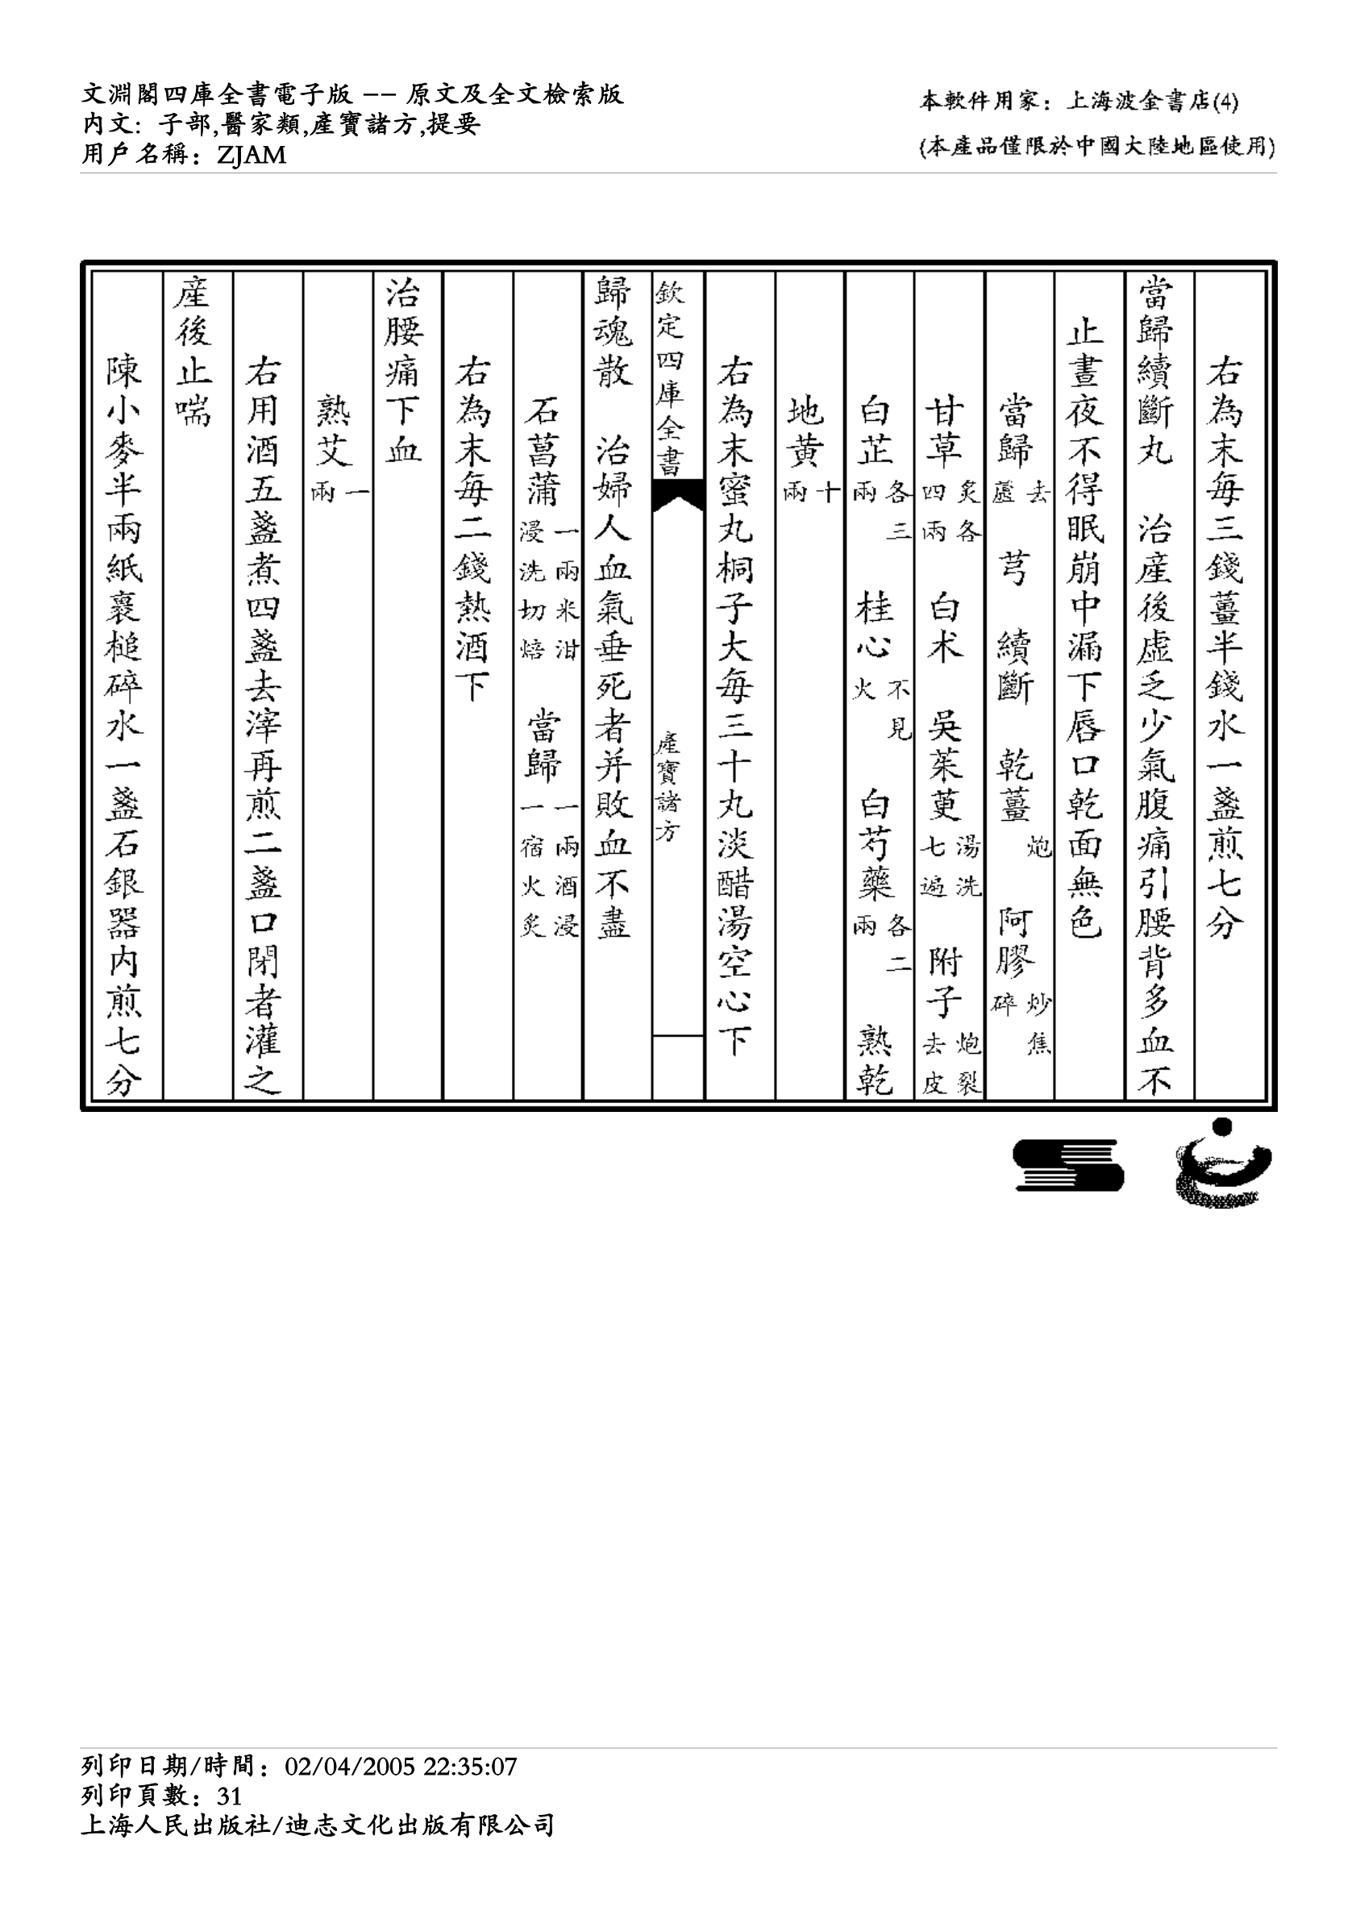 文淵閣四庫全書電子版 -- 原文及全文檢索版
内文：子部,醫家類,產寶諸方,提要
用戶名稱：ZJAM
本軟件用家：上海波金書店(4)
(本產品僅限於中國大陸地區使用)
右為末每三錢薑半錢水一盞煎七分
當歸續斷丸　治產後虛乏少氣腹痛引腰背多血不
止晝夜不得眠崩中漏下唇口乾面無色
當歸去蘆　芎　續斷　乾薑炮　阿膠炒焦碎
甘草炙各四兩　白术　吳茱萸湯洗七遍　附子炮裂去皮
白芷各三兩　桂心不見火　白芍藥各二兩　熟乾
地黄十兩
右為末蜜丸桐子大每三十丸淡醋湯空心下
欽定四庫全書　產寶諸方
歸魂散　治婦人血氣垂死者并敗血不盡
石菖蒲一兩米泔浸洗切焙　當歸一兩酒浸一宿火炙
右為末每二錢熱酒下
治腰痛下血
熟艾一兩
右用酒五盞煮四盞去滓再煎二盞口閉者灌之
產後止喘
陳小麥半兩紙裹槌碎水一盞石銀器内煎七分
列印日期/時間：02/04/2005 22:35:07
列印頁數：31
上海人民出版社/迪志文化出版有限公司